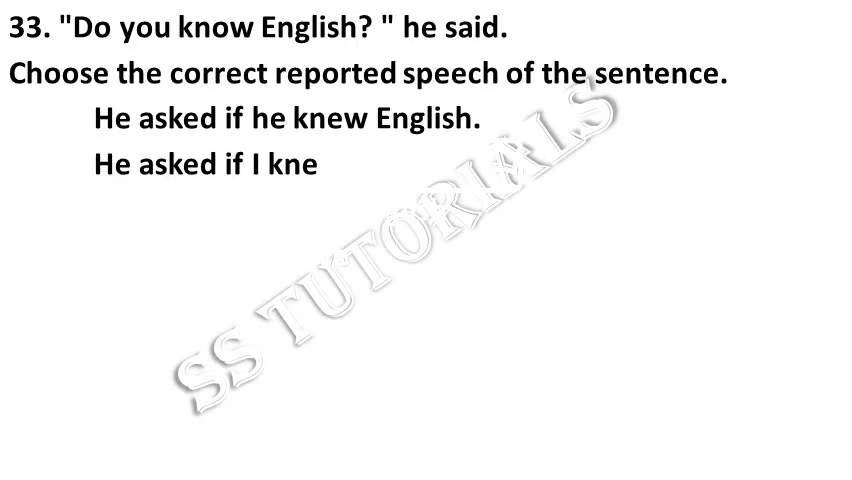 33. "Do you know English? " he said.
Choose the correct reported speech of the sentence.
He asked if he knew English.
He asked if I kne
SS TUTORIALS